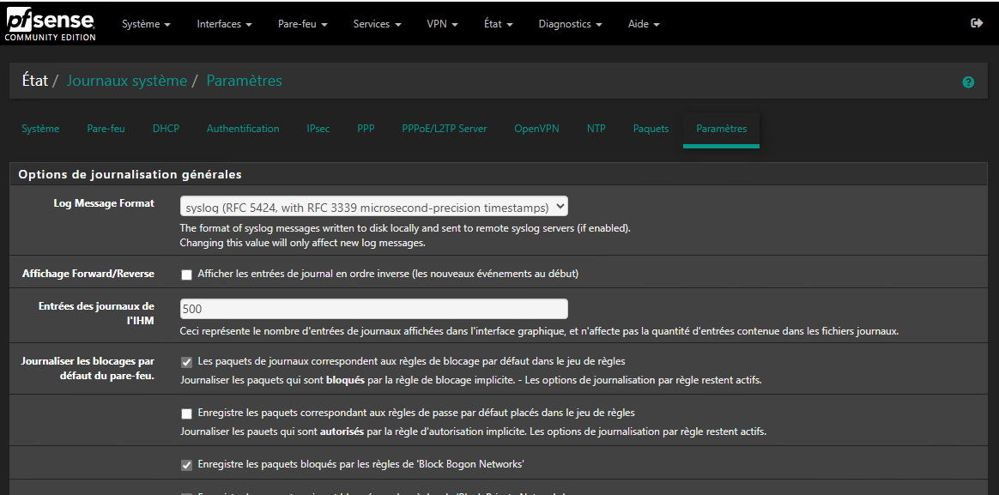 pfsense
COMMUNITY EDITION
Système Interfaces Pare-feu Services VPN État Diagnostics Aide
État / Journaux système / Paramètres
Système Pare-feu DHCP Authentification IPsec PPP PPPoE/L2TP Server OpenVPN NTP Paquets Paramètres
Options de journalisation générales
Log Message Format
syslog (RFC 5424, with RFC 3339 microsecond-precision timestamps)
The format of syslog messages written to disk locally and sent to remote syslog servers (if enabled).
Changing this value will only affect new log messages.
Affichage Forward/Reverse
Afficher les entrées de journal en ordre inverse (les nouveaux événements au début)
Entrées des journaux de
l'IHM
500
Ceci représente le nombre d'entrées de journaux affichées dans l'interface graphique, et n'affecte pas la quantité d'entrées contenue dans les fichiers journaux.
Journaliser les blocages par
défaut du pare-feu.
Les paquets de journaux correspondent aux règles de blocage par défaut dans le jeu de règles
Journaliser les paquets qui sont bloqués par la règle de blocage implicite. - Les options de journalisation par règle restent actifs.
Enregistre les paquets correspondant aux règles de passe par défaut placés dans le jeu de règles
Journaliser les pauets qui sont autorisés par la règle d'autorisation implicite. Les options de journalisation par règle restent actifs.
Enregistre les paquets bloqués par les règles de 'Block Bogon Networks'